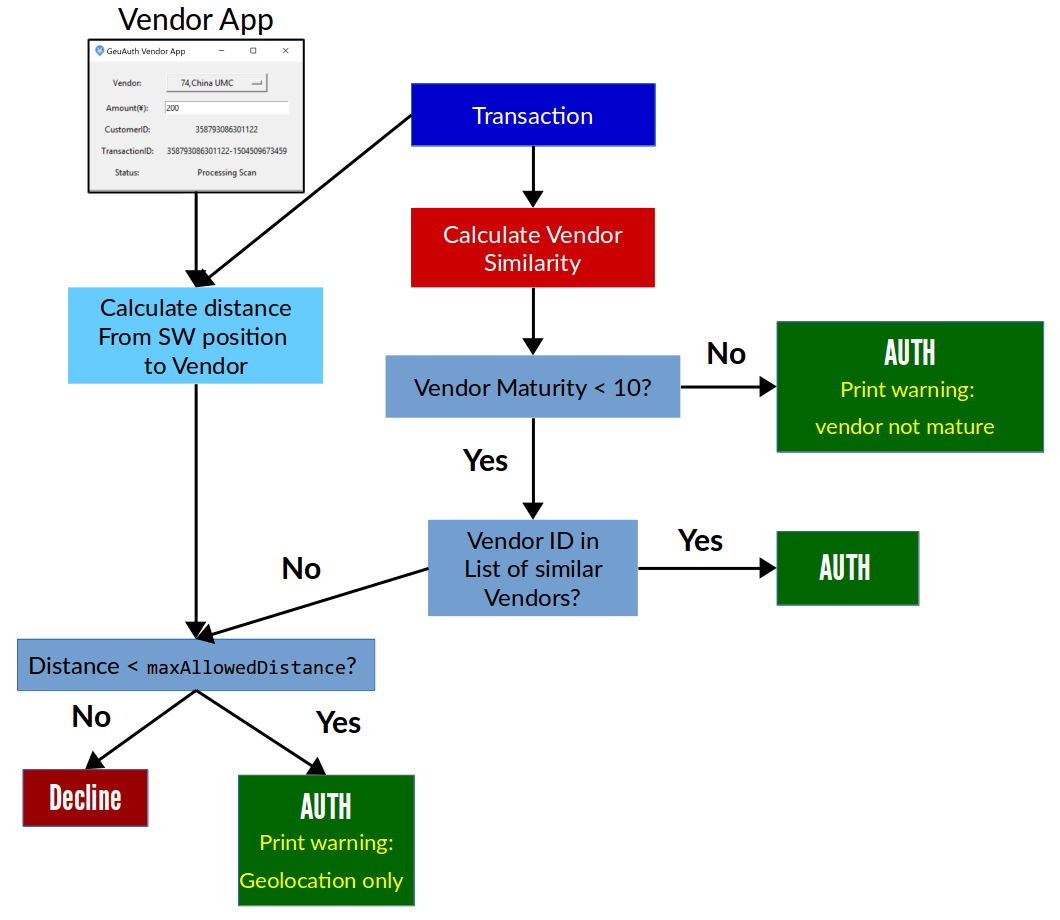 Vendor App
GeuAuth Vendor App
Vendor: 74,China UMC
Amount(¥): 200
CustomerID: 358793086301122
TransactionID: 358793086301122-1504509673459
Status: Processing Scan
Transaction
Calculate Vendor
Similarity
Calculate distance
From SW position
to Vendor
Vendor Maturity < 10?
No
AUTH
Print warning:
vendor not mature
Yes
Vendor ID in
List of similar
Vendors?
Yes
AUTH
No
Distance < maxAllowedDistance?
No
Yes
Decline
AUTH
Print warning:
Geolocation only